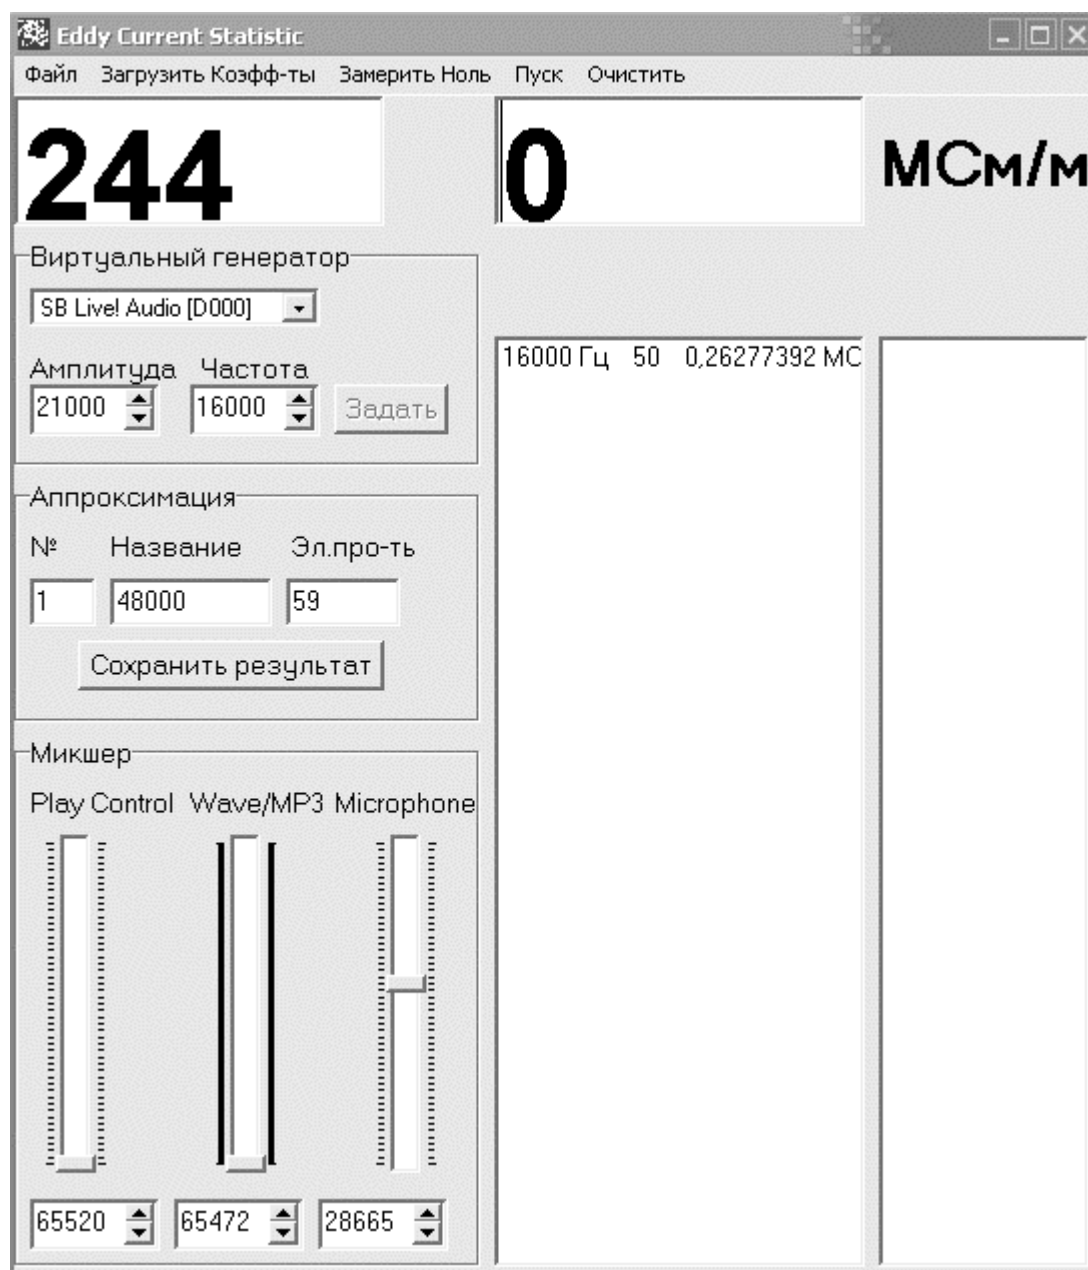 Eddy Current Statistic
Файл Загрузить Коэфф-ты Замерить Ноль Пуск Очистить
244
0
МСм/м
Виртуальный генератор
SB Live! Audio [D000]
Амплитуда Частота
21000 16000 Задать
16000 Гц 50 0,26277392 МС
Аппроксимация
№ Название Эл.про-ть
1 48000 59
Сохранить результат
Микшер
Play Control Wave/MP3 Microphone
65520 65472 28665